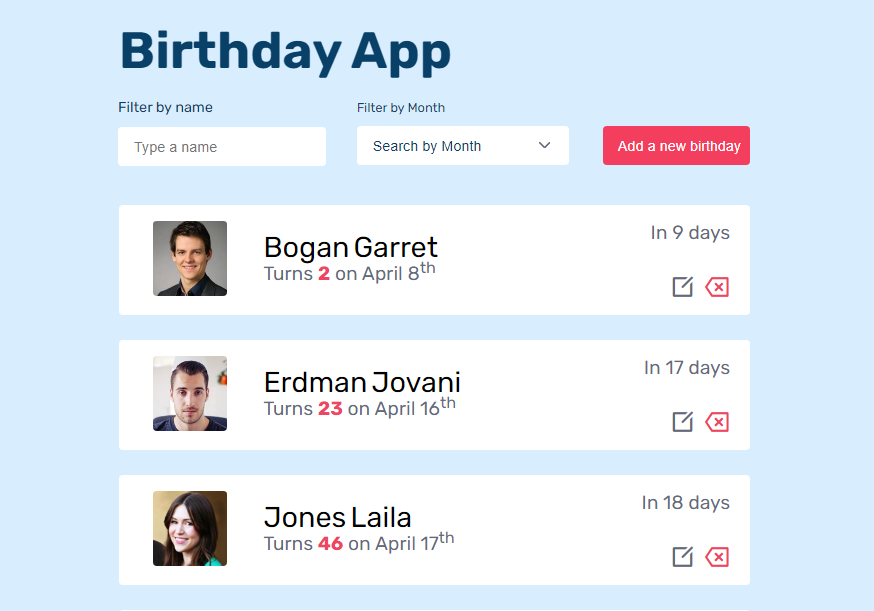 Birthday App
Filter by name
Filter by Month
Type a name
Search by Month
Add a new birthday
Bogan Garret
In 9 days
Turns 2 on April 8th
Erdman Jovani
In 17 days
Turns 23 on April 16th
Jones Laila
In 18 days
Turns 46 on April 17th